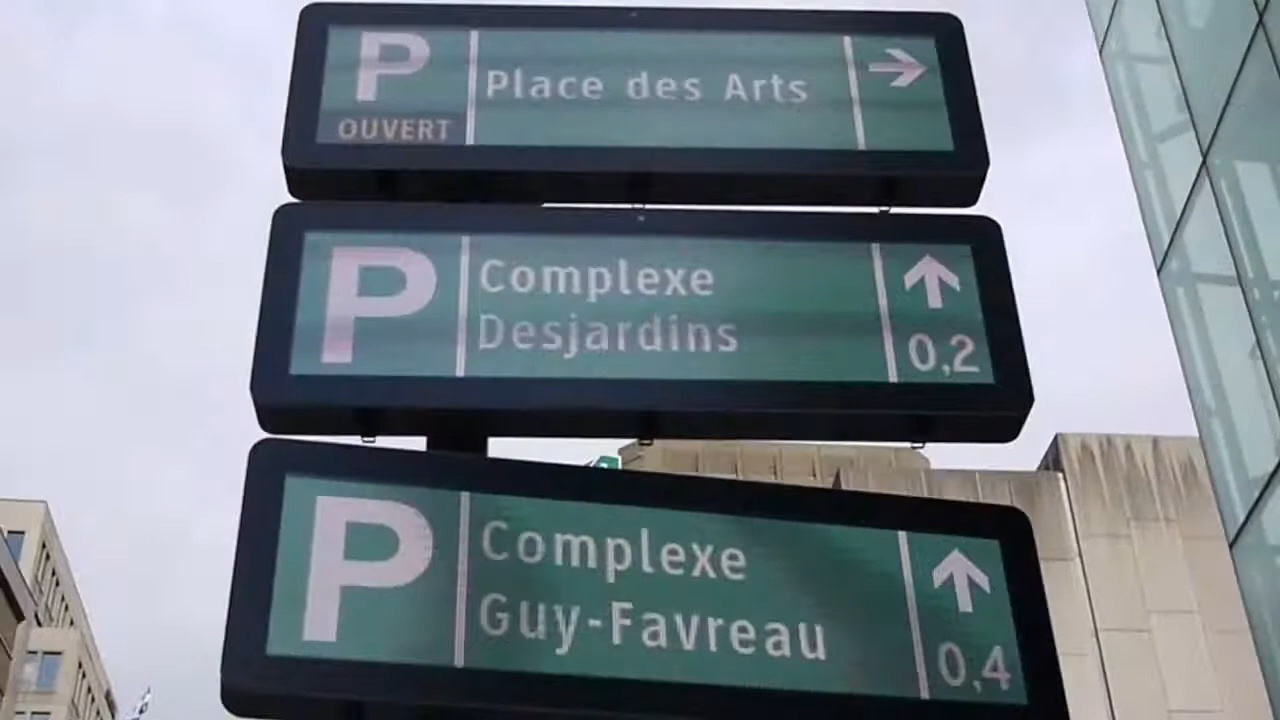 P Place des Arts →
OUVERT
P Complexe ↑
Desjardins 0,2
P Complexe ↑
Guy-Favreau 0,4